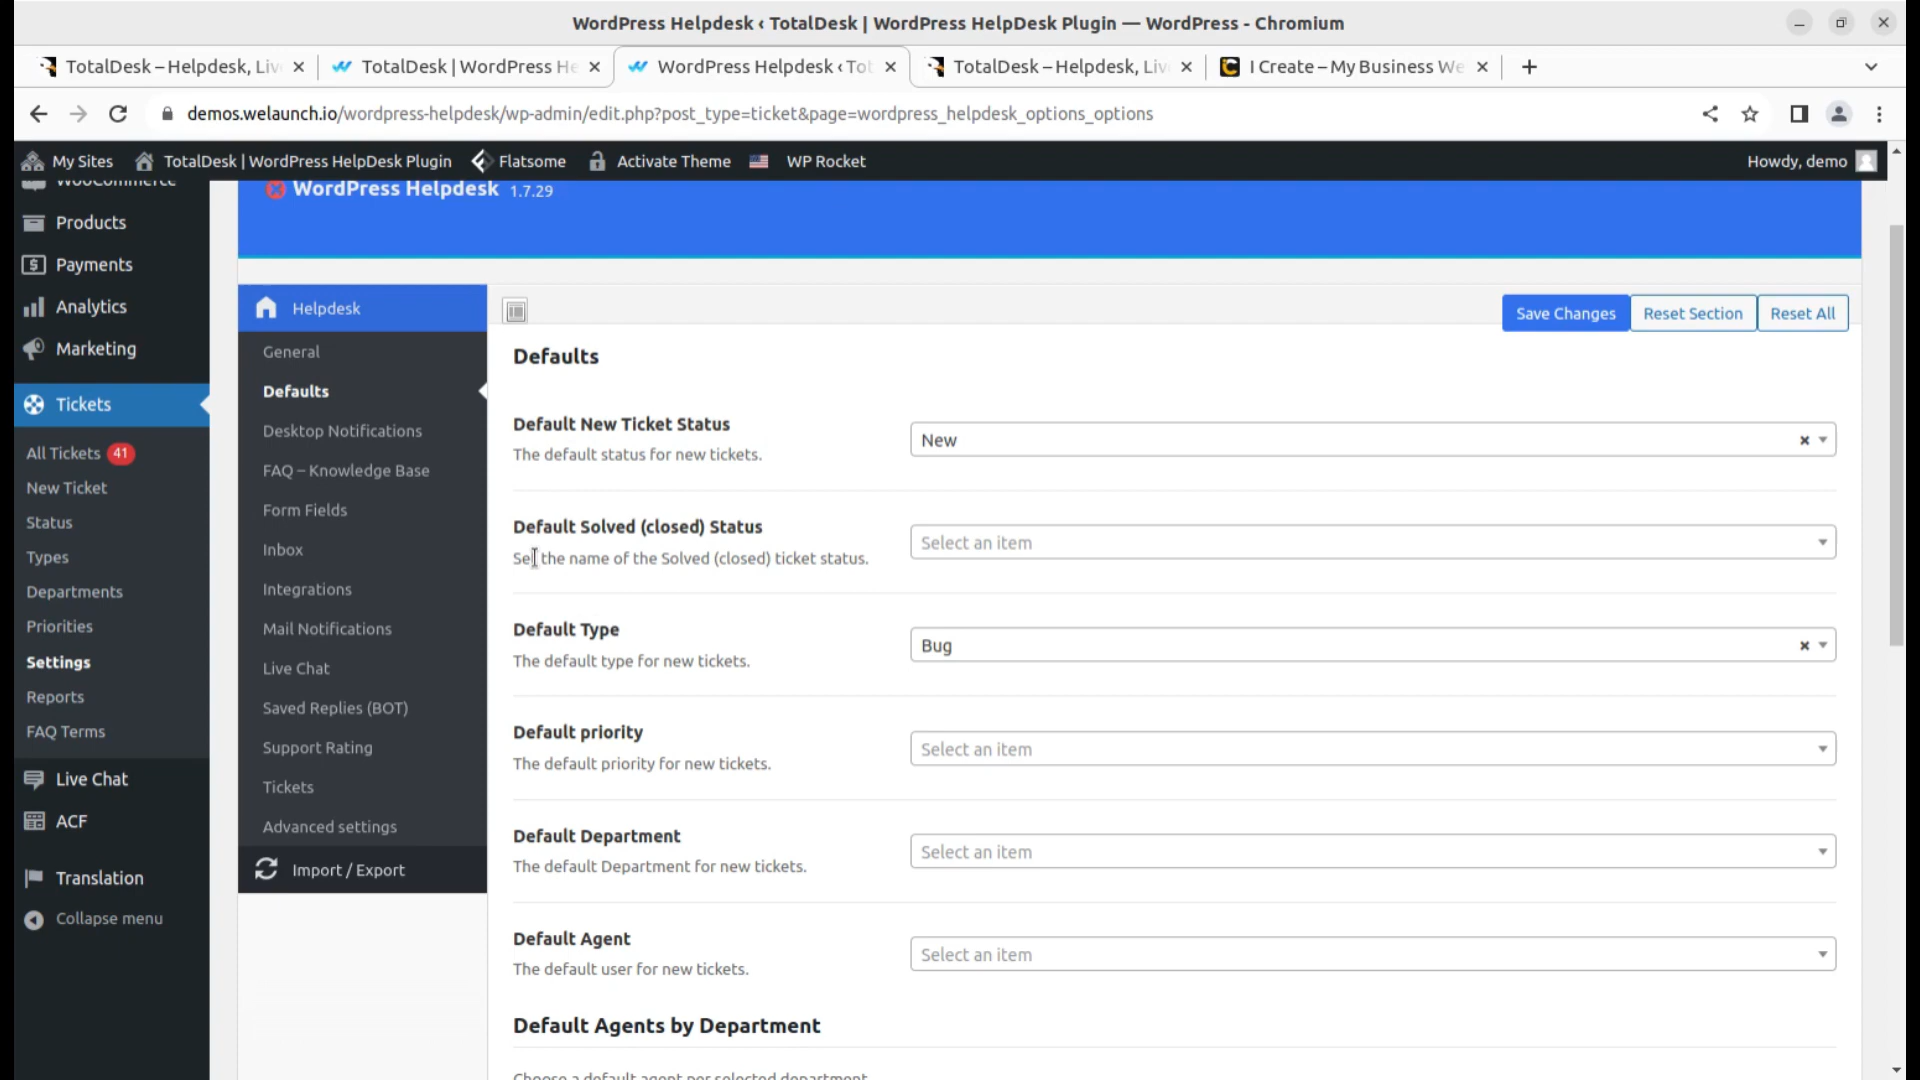 WordPress Helpdesk ‹ TotalDesk | WordPress HelpDesk Plugin — WordPress - Chromium
TotalDesk – Helpdesk, Liv
TotalDesk | WordPress He
WordPress Helpdesk ‹ Tot
TotalDesk – Helpdesk, Liv
I Create – My Business We
demos.welaunch.io/wordpress-helpdesk/wp-admin/edit.php?post_type=ticket&page=wordpress_helpdesk_options_options
My Sites
TotalDesk | WordPress HelpDesk Plugin
Flatsome
Activate Theme
WP Rocket
Howdy, demo
WooCommerce
Products
Payments
Analytics
Marketing
Tickets
All Tickets 41
New Ticket
Status
Types
Departments
Priorities
Settings
Reports
FAQ Terms
Live Chat
ACF
Translation
Collapse menu
WordPress Helpdesk 1.7.29
Helpdesk
General
Defaults
Desktop Notifications
FAQ – Knowledge Base
Form Fields
Inbox
Integrations
Mail Notifications
Live Chat
Saved Replies (BOT)
Support Rating
Tickets
Advanced settings
Import / Export
Save Changes
Reset Section
Reset All
Defaults
Default New Ticket Status
The default status for new tickets.
New
Default Solved (closed) Status
Set the name of the Solved (closed) ticket status.
Select an item
Default Type
The default type for new tickets.
Bug
Default priority
The default priority for new tickets.
Select an item
Default Department
The default Department for new tickets.
Select an item
Default Agent
The default user for new tickets.
Select an item
Default Agents by Department
Choose a default agent per selected department